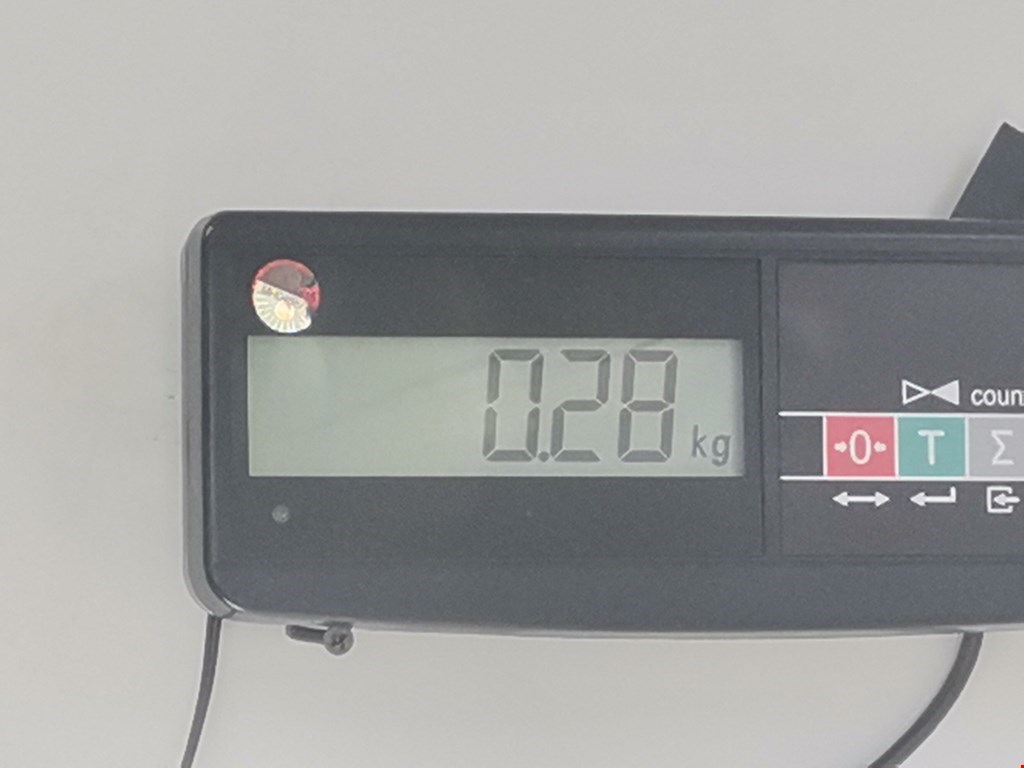 0.28 kg
coun
→0← T Σ